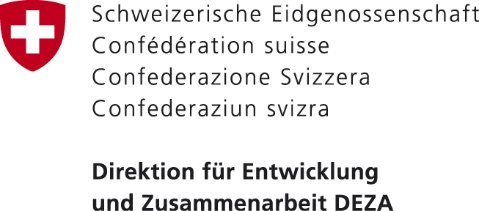 Schweizerische Eidgenossenschaft
Confédération suisse
Confederazione Svizzera
Confederaziun svizra
Direktion für Entwicklung
und Zusammenarbeit DEZA